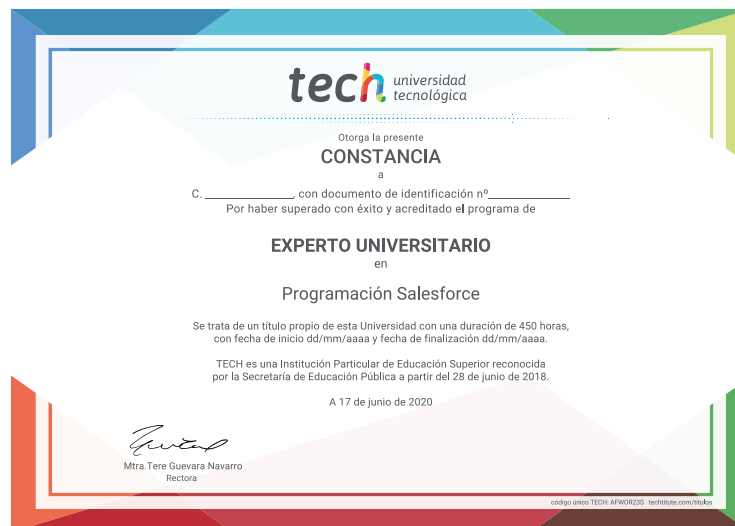 tech universidad
tecnológica
Otorga la presente
CONSTANCIA
a
C. ______________, con documento de identificación nº______________
Por haber superado con éxito y acreditado el programa de
EXPERTO UNIVERSITARIO
en
Programación Salesforce
Se trata de un título propio de esta Universidad con una duración de 450 horas,
con fecha de inicio dd/mm/aaaa y fecha de finalización dd/mm/aaaa.
TECH es una Institución Particular de Educación Superior reconocida
por la Secretaría de Educación Pública a partir del 28 de junio de 2018.
A 17 de junio de 2020
Mtra.Tere Guevara Navarro
Rectora
código único TECH: AFWOR23S techtitute.com/titulos